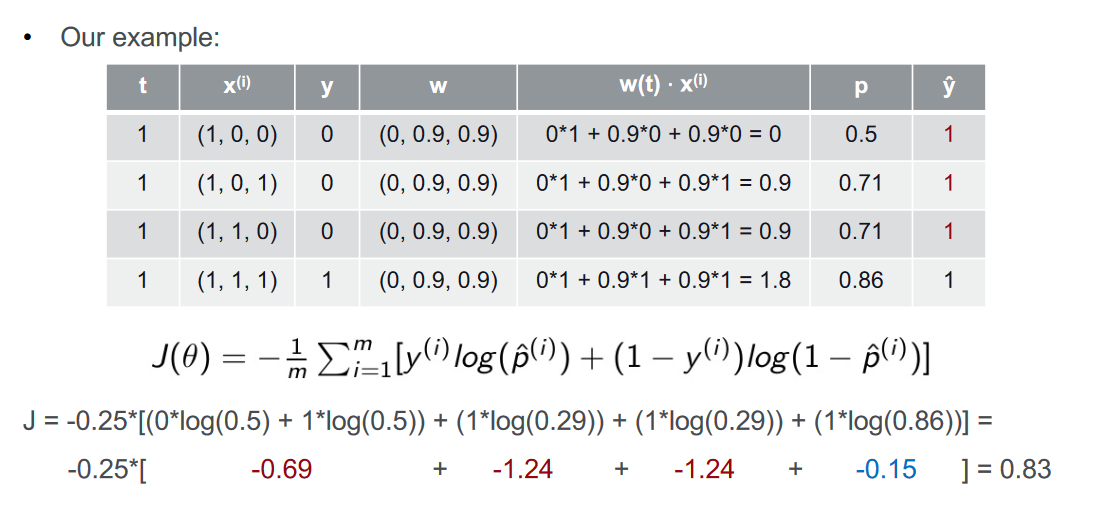 • Our example:
t x⁽ⁱ⁾ y w w(t) · x⁽ⁱ⁾ p ŷ
1 (1, 0, 0) 0 (0, 0.9, 0.9) 0*1 + 0.9*0 + 0.9*0 = 0 0.5 1
1 (1, 0, 1) 0 (0, 0.9, 0.9) 0*1 + 0.9*0 + 0.9*1 = 0.9 0.71 1
1 (1, 1, 0) 0 (0, 0.9, 0.9) 0*1 + 0.9*0 + 0.9*1 = 0.9 0.71 1
1 (1, 1, 1) 1 (0, 0.9, 0.9) 0*1 + 0.9*1 + 0.9*1 = 1.8 0.86 1
J(θ) = −1/m ∑ᵢ₌₁ᵐ[y⁽ⁱ⁾log(p̂⁽ⁱ⁾) + (1 − y⁽ⁱ⁾)log(1 − p̂⁽ⁱ⁾)]
J = -0.25*[(0*log(0.5) + 1*log(0.5)) + (1*log(0.29)) + (1*log(0.29)) + (1*log(0.86))] =
-0.25*[ -0.69 + -1.24 + -1.24 + -0.15 ] = 0.83